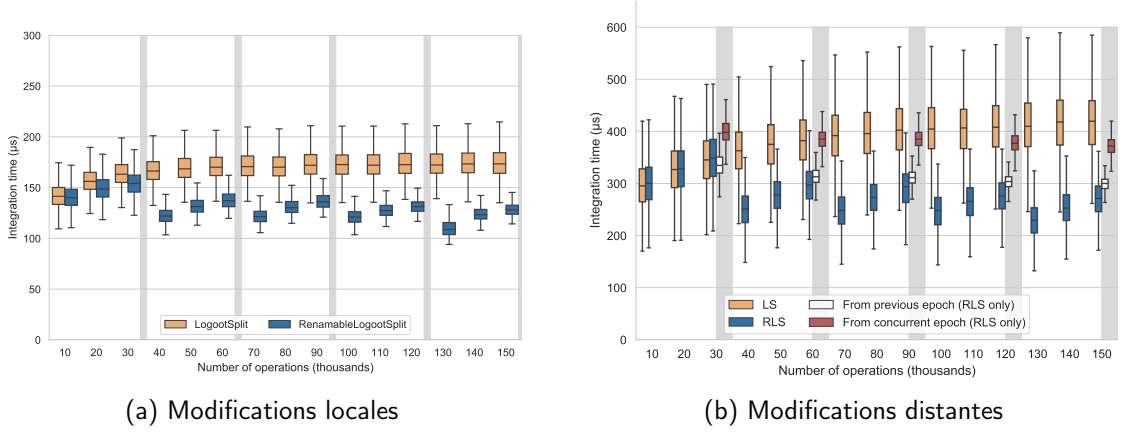 300
250
200
150
100
50
0
Integration time (µs)
LogootSplit
RenamableLogootSplit
10 20 30 40 50 60 70 80 90 100 110 120 130 140 150
Number of operations (thousands)
(a) Modifications locales
600
500
400
300
200
100
0
Integration time (µs)
LS
From previous epoch (RLS only)
RLS
From concurrent epoch (RLS only)
10 20 30 40 50 60 70 80 90 100 110 120 130 140 150
Number of operations (thousands)
(b) Modifications distantes